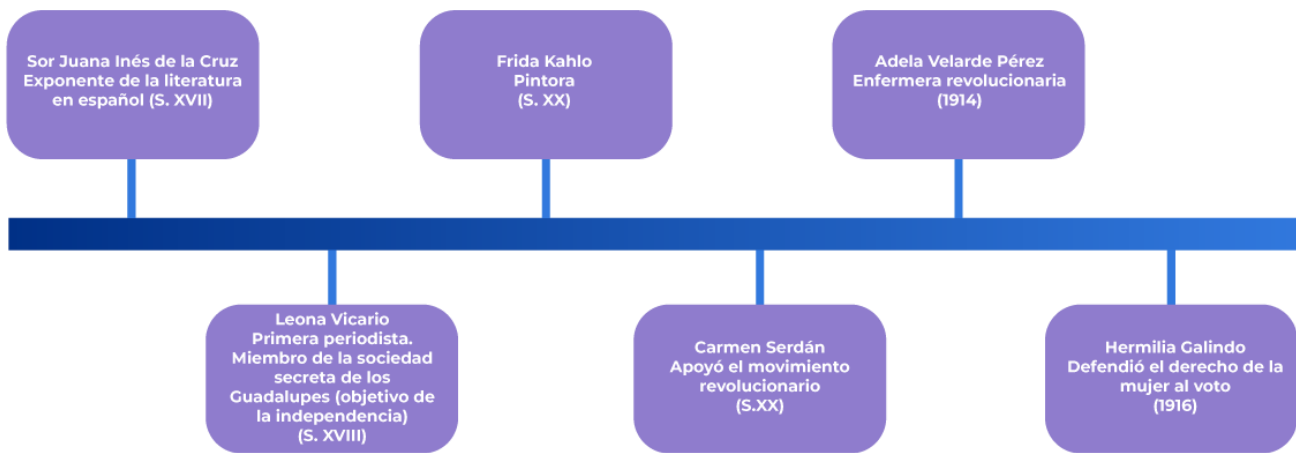 Sor Juana Inés de la Cruz
Exponente de la literatura
en español (S. XVII)
Frida Kahlo
Pintora
(S. XX)
Adela Velarde Pérez
Enfermera revolucionaria
(1914)
Leona Vicario
Primera periodista.
Miembro de la sociedad
secreta de los
Guadalupes (objetivo de
la independencia)
(S. XVIII)
Carmen Serdán
Apoyó el movimiento
revolucionario
(S.XX)
Hermilia Galindo
Defendió el derecho de la
mujer al voto
(1916)